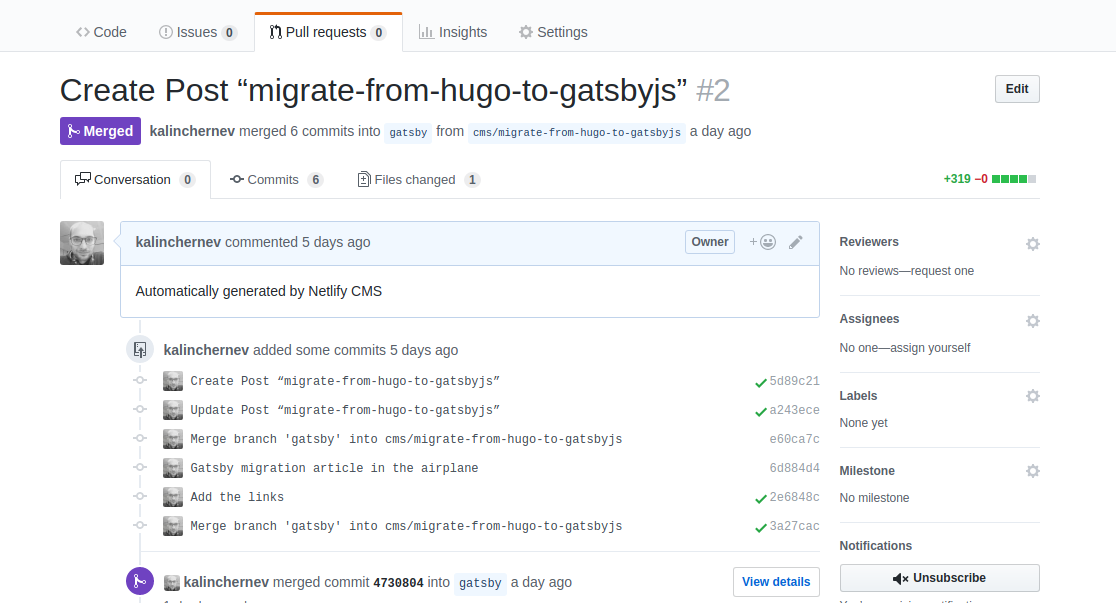 Code Issues 0 Pull requests 0 Insights Settings
Create Post “migrate-from-hugo-to-gatsbyjs” #2 Edit
Merged kalinchernev merged 6 commits into gatsby from cms/migrate-from-hugo-to-gatsbyjs a day ago
Conversation 0 Commits 6 Files changed 1 +319 −0
kalinchernev commented 5 days ago Owner +
Automatically generated by Netlify CMS
kalinchernev added some commits 5 days ago
Create Post “migrate-from-hugo-to-gatsbyjs” 5d89c21
Update Post “migrate-from-hugo-to-gatsbyjs” a243ece
Merge branch 'gatsby' into cms/migrate-from-hugo-to-gatsbyjs e60ca7c
Gatsby migration article in the airplane 6d884d4
Add the links 2e6848c
Merge branch 'gatsby' into cms/migrate-from-hugo-to-gatsbyjs 3a27cac
kalinchernev merged commit 4730804 into gatsby a day ago View details
Reviewers
No reviews—request one
Assignees
No one—assign yourself
Labels
None yet
Milestone
No milestone
Notifications
Unsubscribe